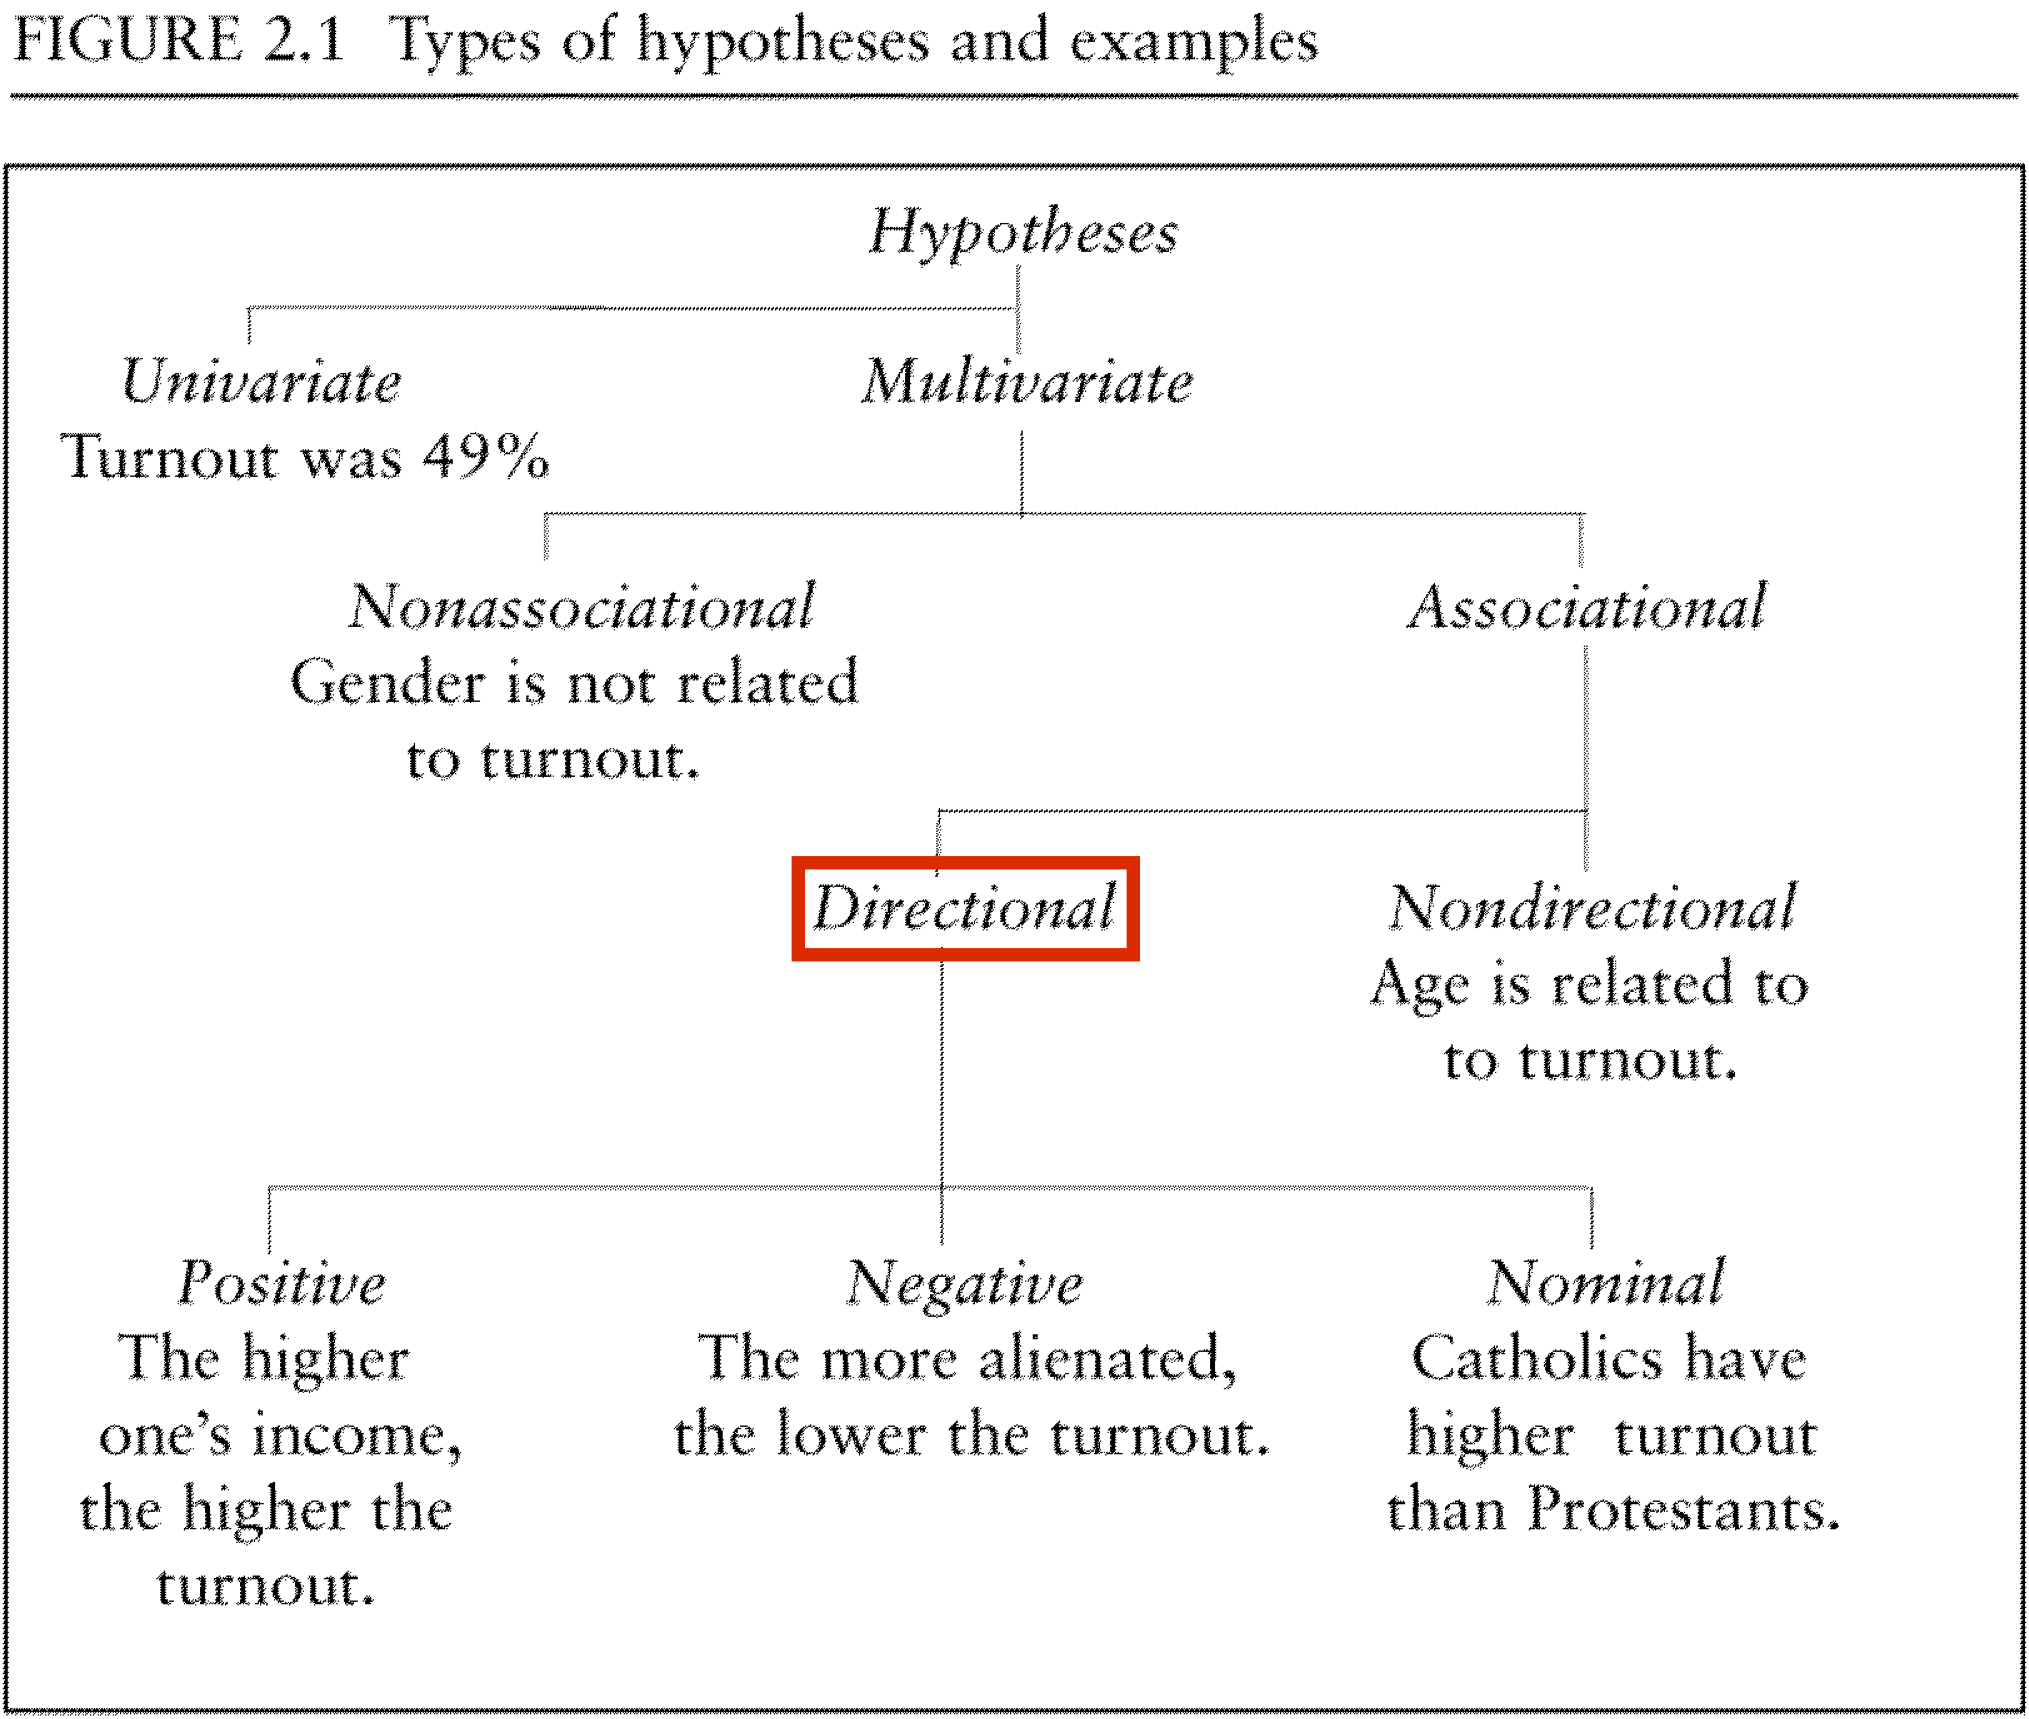 FIGURE 2.1 Types of hypotheses and examples
Hypotheses
Univariate Multivariate
Turnout was 49%
Nonassociational Associational
Gender is not related
to turnout.
Directional Nondirectional
Age is related to
to turnout.
Positive Negative Nominal
The higher The more alienated, Catholics have
one's income, the lower the turnout. higher turnout
the higher the than Protestants.
turnout.